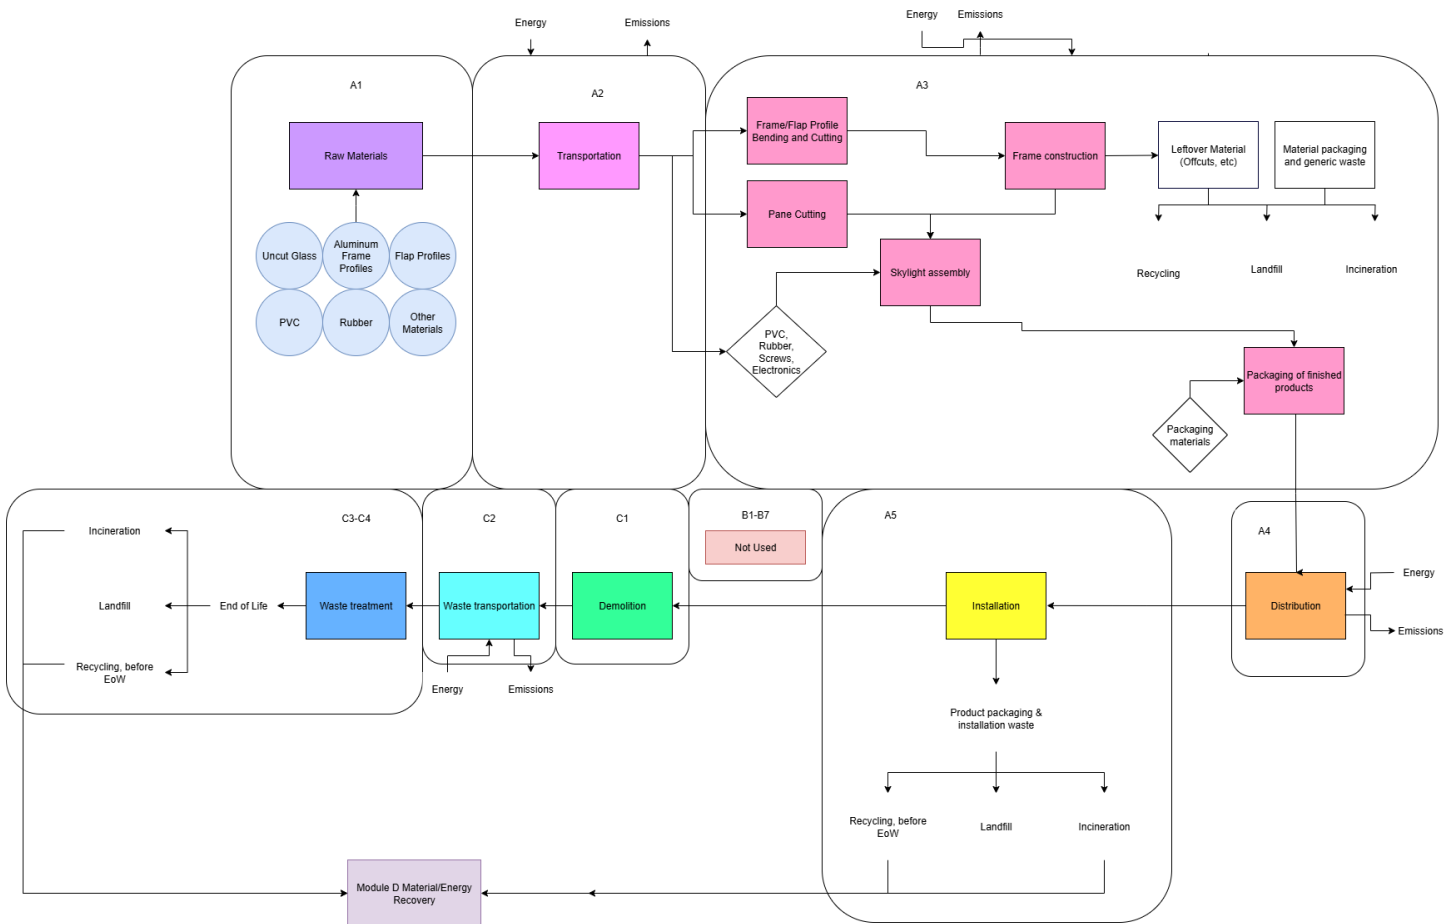 Energy
Emissions
Energy
Emissions
A1
A2
A3
Raw Materials
Transportation
Frame/Flap Profile
Bending and Cutting
Frame construction
Leftover Material
(Offcuts, etc)
Material packaging
and generic waste
Uncut Glass
Aluminum
Frame
Profiles
Flap Profiles
PVC
Rubber
Other
Materials
Pane Cutting
Skylight assembly
Recycling
Landfill
Incineration
PVC,
Rubber,
Screws,
Electronics
Packaging of finished
products
Packaging
materials
C3-C4
C2
C1
B1-B7
Not Used
A5
A4
Incineration
Landfill
Recycling, before
EoW
End of Life
Waste treatment
Waste transportation
Energy
Emissions
Demolition
Installation
Distribution
Energy
Emissions
Product packaging &
installation waste
Recycling, before
EoW
Landfill
Incineration
Module D Material/Energy
Recovery